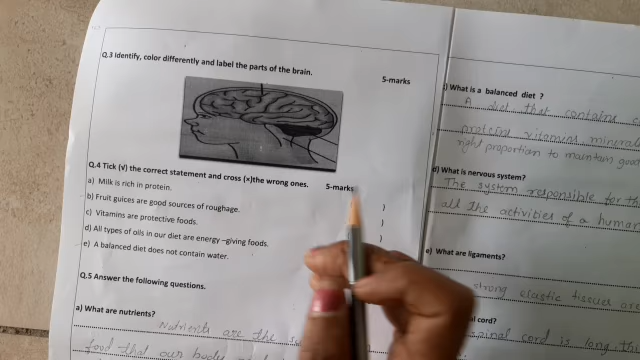 Q.3 Identify, color differently and label the parts of the brain.
5-marks
Q.4 Tick (√) the correct statement and cross (×)the wrong ones. 5-marks
a) Milk is rich in protein.
b) Fruit guices are good sources of roughage. )
c) Vitamins are protective foods. )
d) All types of oils in our diet are energy –giving foods. )
e) A balanced diet does not contain water.
Q.5 Answer the following questions.
a) What are nutrients?
Nutrients are the
food that our body
) What is a balanced diet ?
A diet that contains
proteins vitamins mineral
right proportion to maintain good
d) What is nervous system?
The system responsible for
all the activities of a human
e) What are ligaments?
strong elastic tissues are
al cord?
spinal cord is long